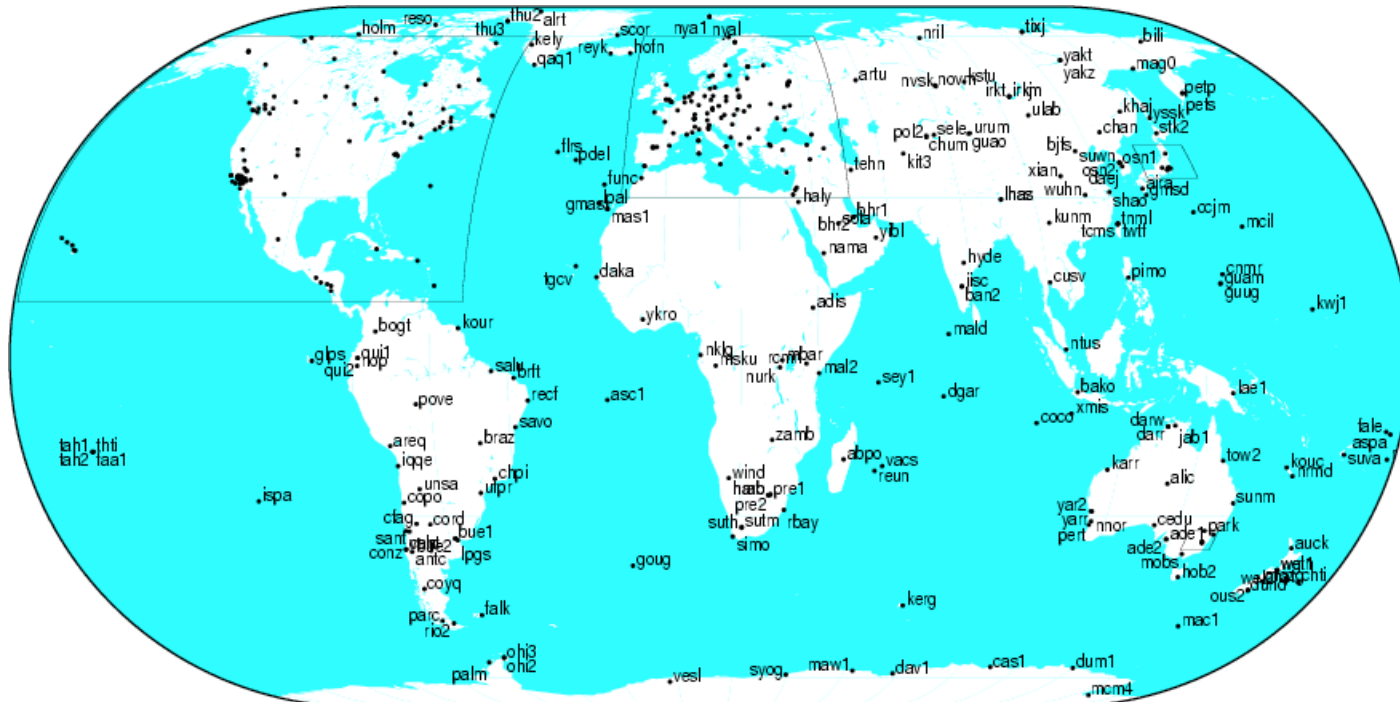 thu2
reso
alrt
holm
thu3
kely
qaq1
scor
reyk
hofn
nya1
nyal
nril
tixj
bili
yakt
yakz
mag0
artu
nvsk
novm
kstu
irkt
irkm
petp
pets
ulab
khaj
yssk
stk2
pol2
sele
chum
urum
guao
kit3
chan
bjfs
suwn
osn1
osn2
daej
flrs
pdel
tehn
xian
wuhn
aira
gmsd
func
lpal
gmas
mas1
haly
lhas
shao
ccjm
mcil
bhr1
bhr2
sola
yibl
kunm
tnml
tcms
twtf
nama
tgcv
daka
hyde
iisc
ban2
cusv
pimo
cnmr
guam
guug
kwj1
adis
ykro
mald
bogt
kour
glps
qui1
qui2
riop
salu
brft
nklg
msku
mbar
nurk
mal2
sey1
ntus
recf
pove
asc1
dgar
bako
xmis
coco
lae1
savo
braz
areq
zamb
darw
darr
jab1
tah1
thti
tah2
faa1
iqqe
chpi
abpo
vacs
reun
karr
tow2
alic
kouc
nrmd
aspa
suva
ispa
unsa
copo
ufpr
wind
pre1
pre2
rbay
suth
sutm
simo
yar2
yarr
pert
nnor
sunm
cedu
park
ade1
ade2
mobs
cfag
cord
sant
bue1
conz
antc
lpgs
goug
auck
hob2
chti
ous2
dund
coyq
kerg
mac1
parc
falk
rio2
ohi3
ohi2
palm
vesl
syog
maw1
dav1
cas1
dum1
mcm4